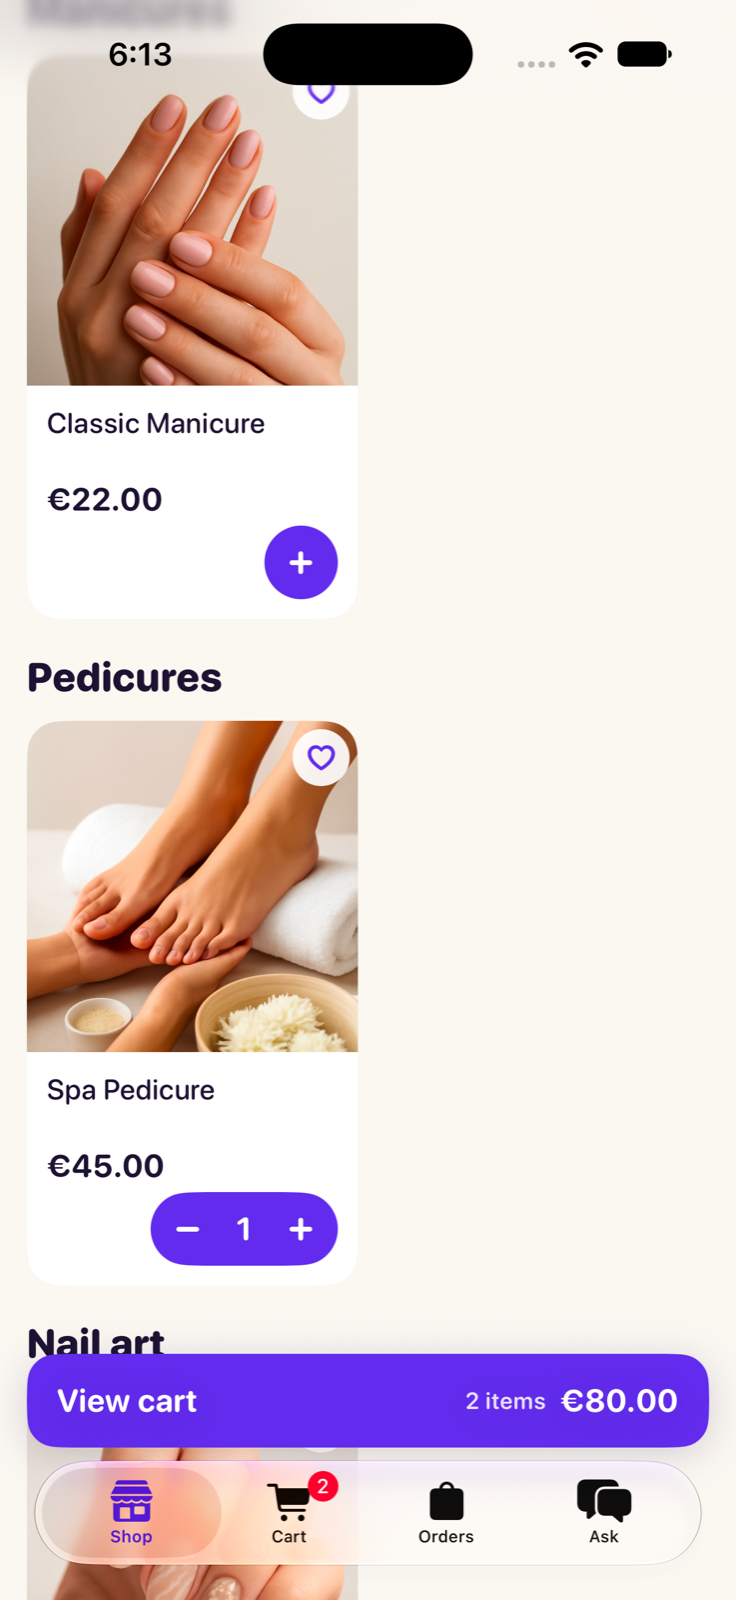 Manicures
6:13
Classic Manicure
€22.00
Pedicures
Spa Pedicure
€45.00
1
Nail art
View cart
2 items €80.00
2
Shop
Cart
Orders
Ask